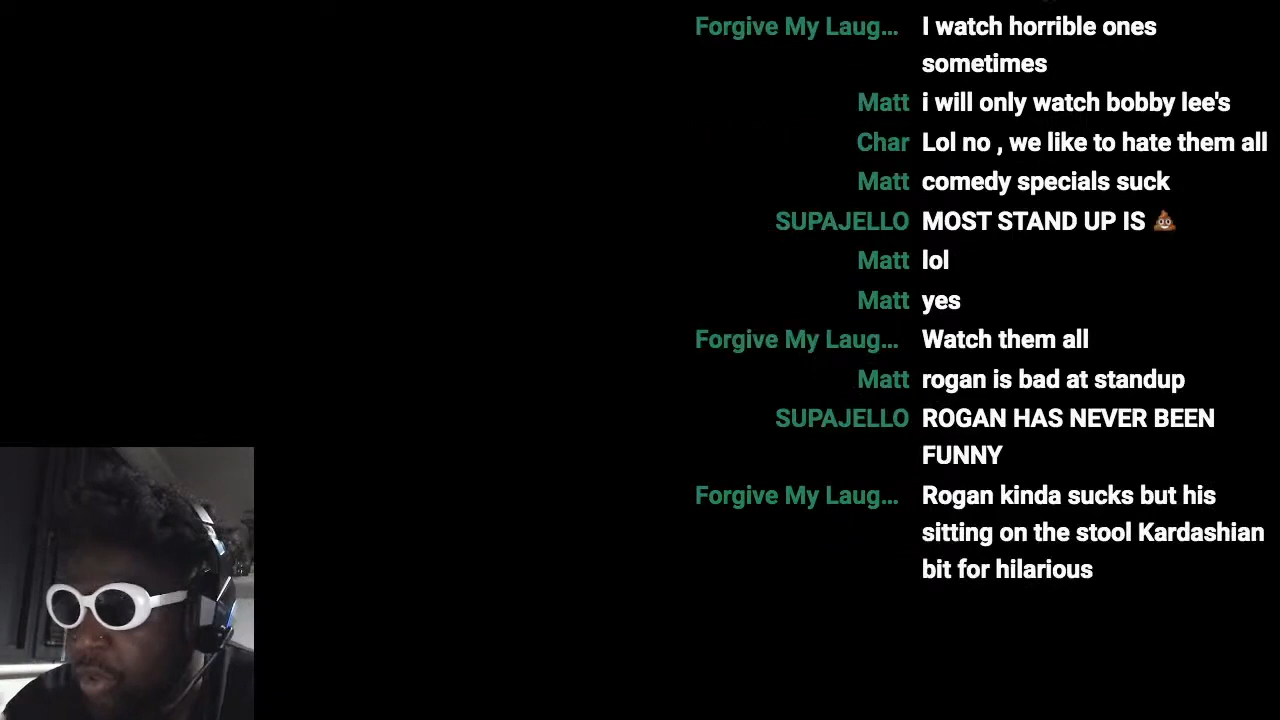 Forgive My Laug... I watch horrible ones
sometimes
Matt i will only watch bobby lee's
Char Lol no , we like to hate them all
Matt comedy specials suck
SUPAJELLO MOST STAND UP IS 💩
Matt lol
Matt yes
Forgive My Laug... Watch them all
Matt rogan is bad at standup
SUPAJELLO ROGAN HAS NEVER BEEN
FUNNY
Forgive My Laug... Rogan kinda sucks but his
sitting on the stool Kardashian
bit for hilarious